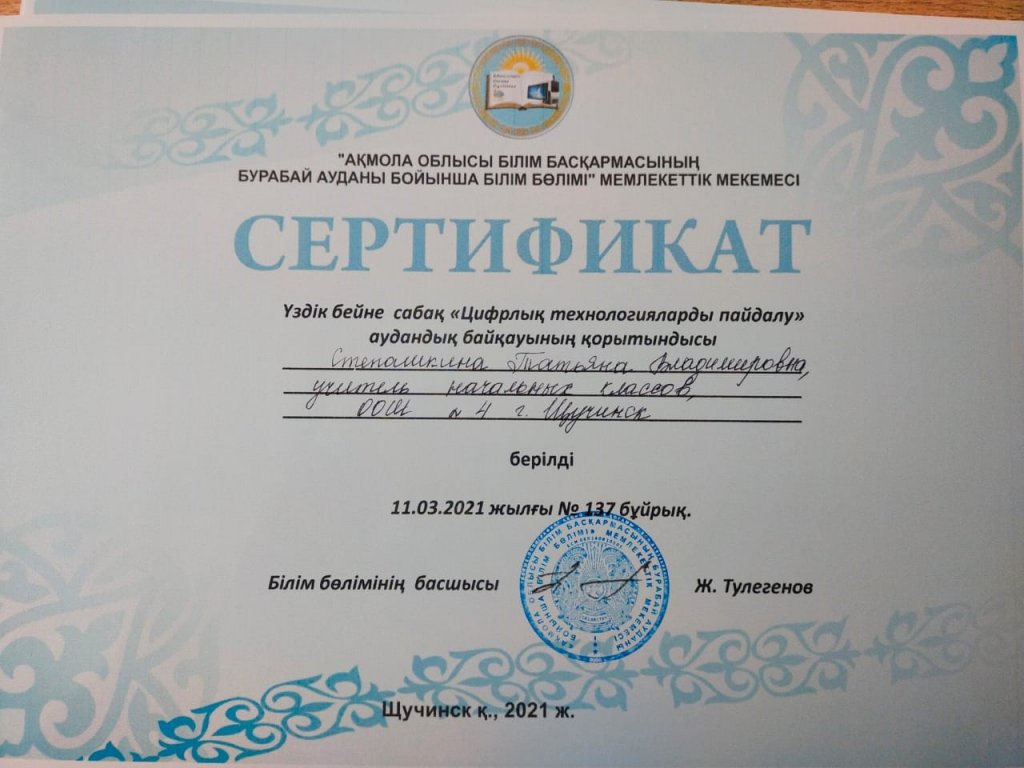 "АҚМОЛА ОБЛЫСЫ БІЛІМ БАСҚАРМАСЫНЫҢ
БУРАБАЙ АУДАНЫ БОЙЫНША БІЛІМ БӨЛІМІ" МЕМЛЕКЕТТІК МЕКЕМЕСІ
СЕРТИФИКАТ
Үздік бейне сабақ «Цифрлық технологияларды пайдалу»
аудандық байқауының қорытындысы
Степашкина Татьяна Владимировна,
учитель начальных классов,
ООШ №4 г. Щучинск
берілді
11.03.2021 жылғы № 137 бұйрық.
Білім бөлімінің басшысы
Ж. Тулегенов
Щучинск қ., 2021 ж.